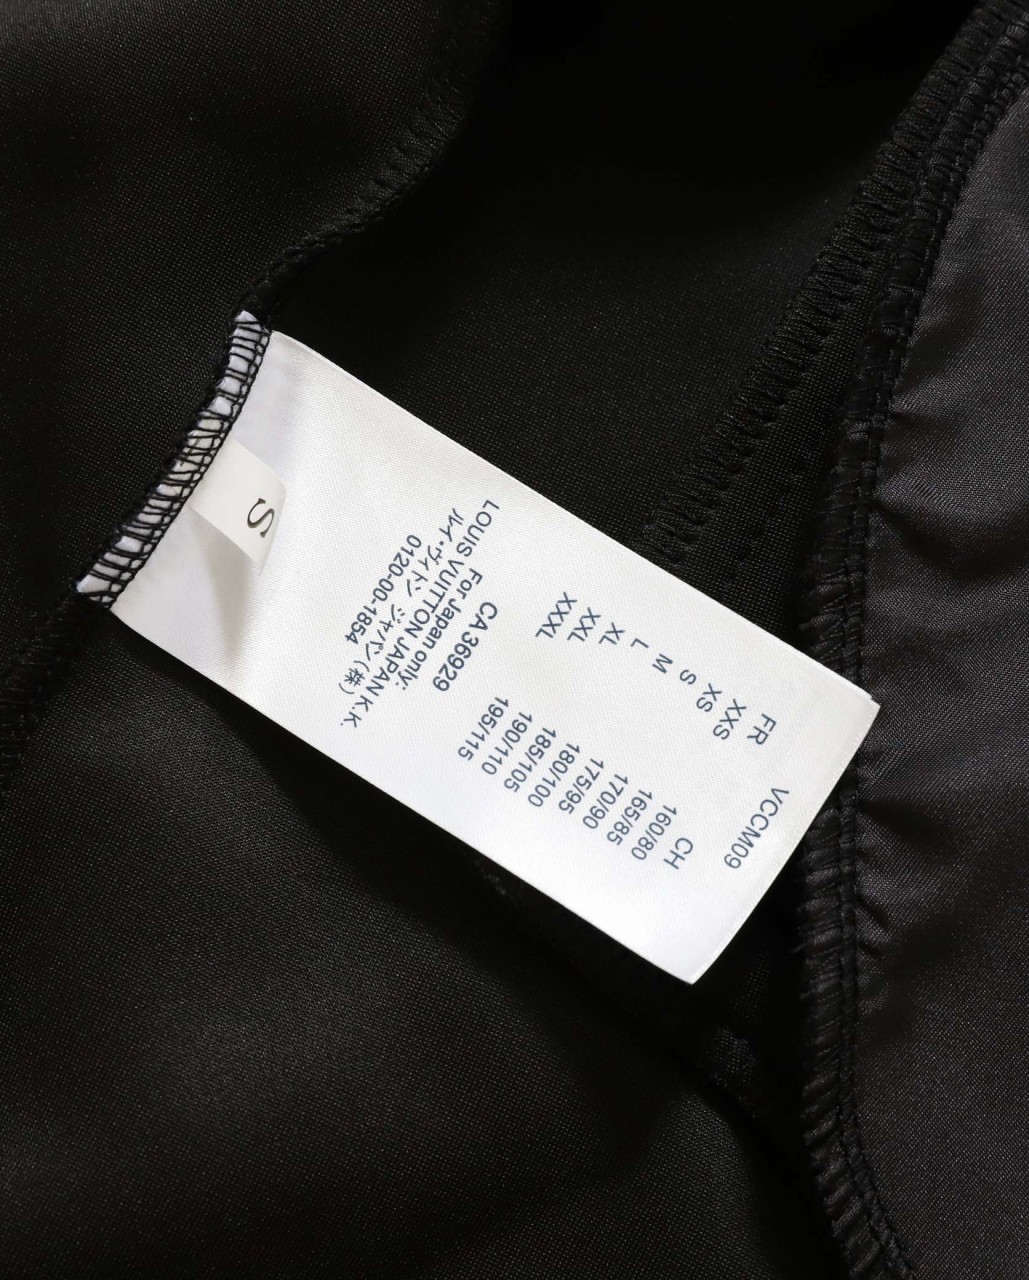 VCCM09
FR CH
XXS 160/80
XS 165/85
S 170/90
M 175/95
L 180/100
XL 185/105
XXL 190/110
XXXL 195/115
CA 36929
For Japan only:
LOUIS VUITTON JAPAN K.K.
ルイ・ヴィトン ジャパン(株)
0120-00-1854
S